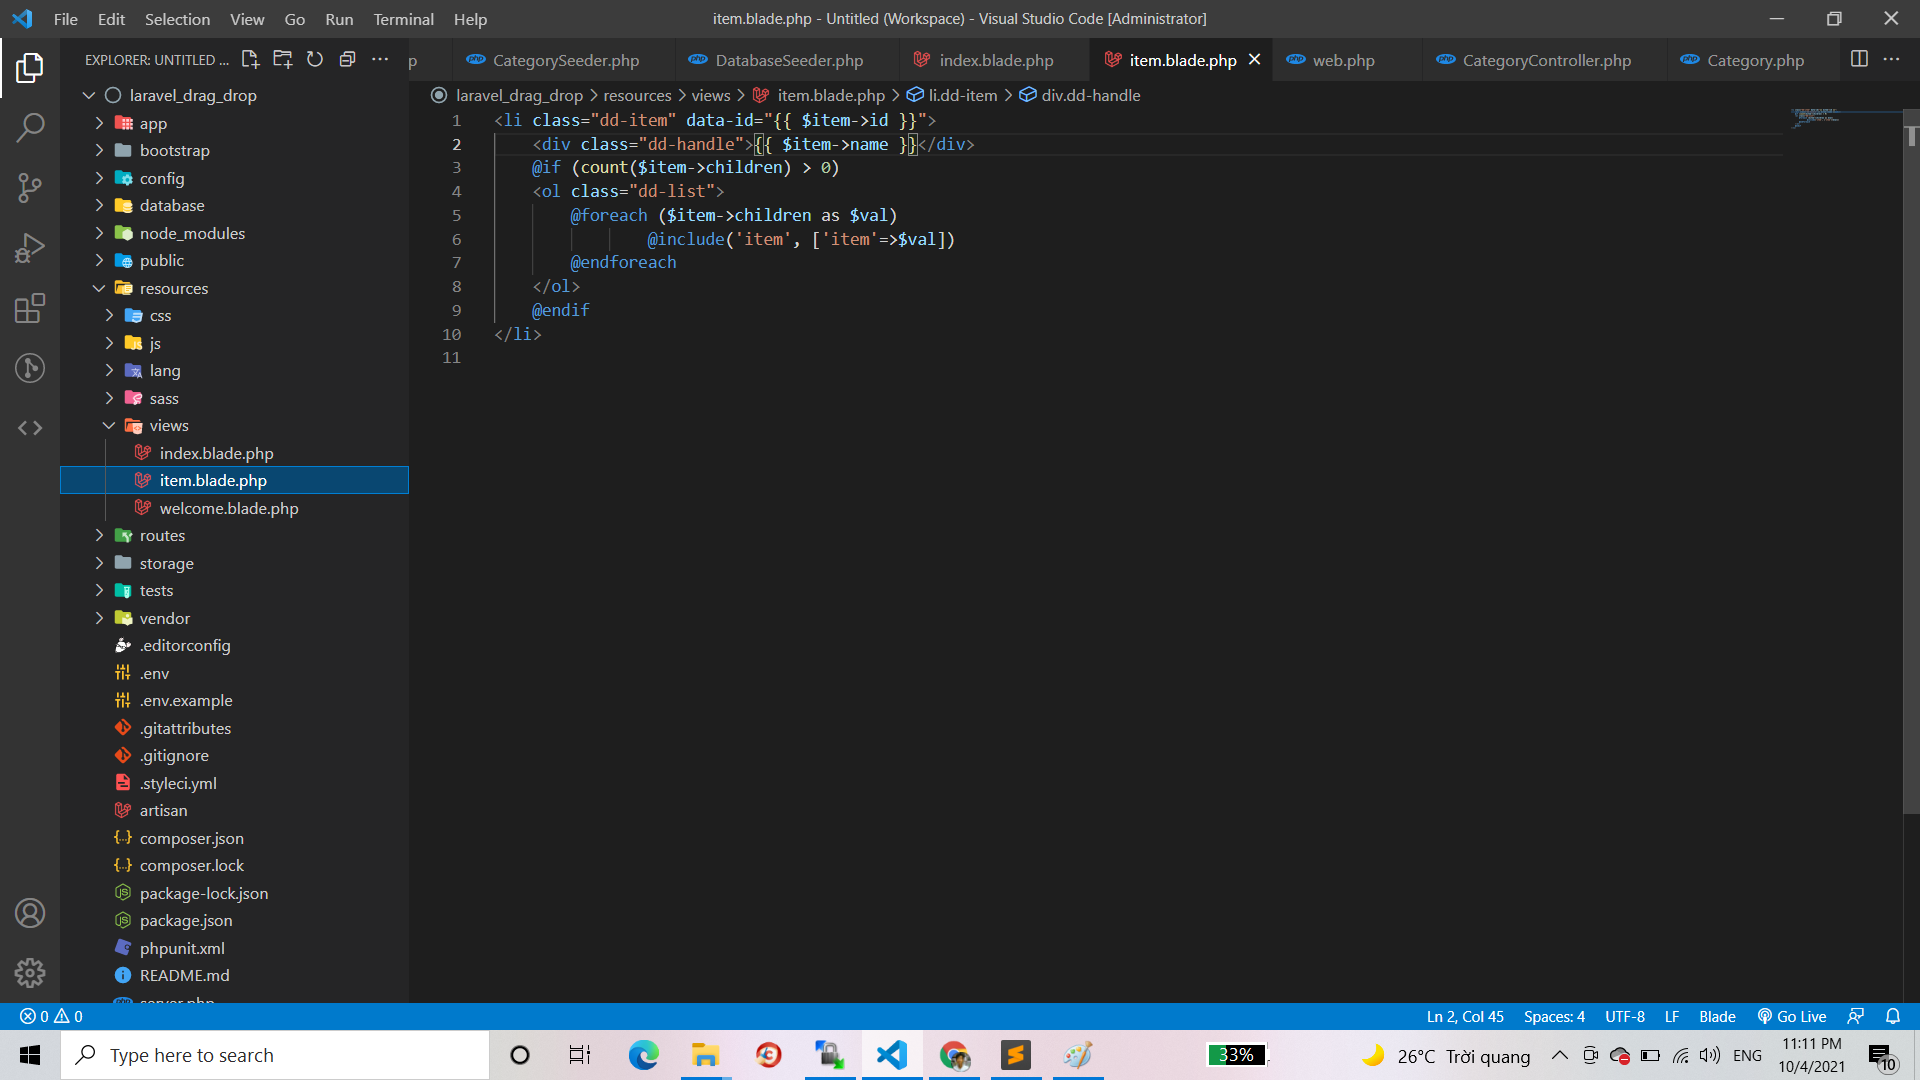 File Edit Selection View Go Run Terminal Help
item.blade.php - Untitled (Workspace) - Visual Studio Code [Administrator]
EXPLORER: UNTITLED ...
p
CategorySeeder.php
DatabaseSeeder.php
index.blade.php
item.blade.php
web.php
CategoryController.php
Category.php
laravel_drag_drop > resources > views > item.blade.php > li.dd-item > div.dd-handle
laravel_drag_drop
app
bootstrap
config
database
node_modules
public
resources
css
js
lang
sass
views
index.blade.php
item.blade.php
welcome.blade.php
routes
storage
tests
vendor
.editorconfig
.env
.env.example
.gitattributes
.gitignore
.styleci.yml
artisan
composer.json
composer.lock
package-lock.json
package.json
phpunit.xml
README.md
server.php
1 <li class="dd-item" data-id="{{ $item->id }}">
2 <div class="dd-handle">{{ $item->name }}</div>
3 @if (count($item->children) > 0)
4 <ol class="dd-list">
5 @foreach ($item->children as $val)
6 @include('item', ['item'=>$val])
7 @endforeach
8 </ol>
9 @endif
10 </li>
11
0 0
Ln 2, Col 45 Spaces: 4 UTF-8 LF Blade Go Live
Type here to search
33%
26°C Trời quang
ENG
11:11 PM
10/4/2021
10